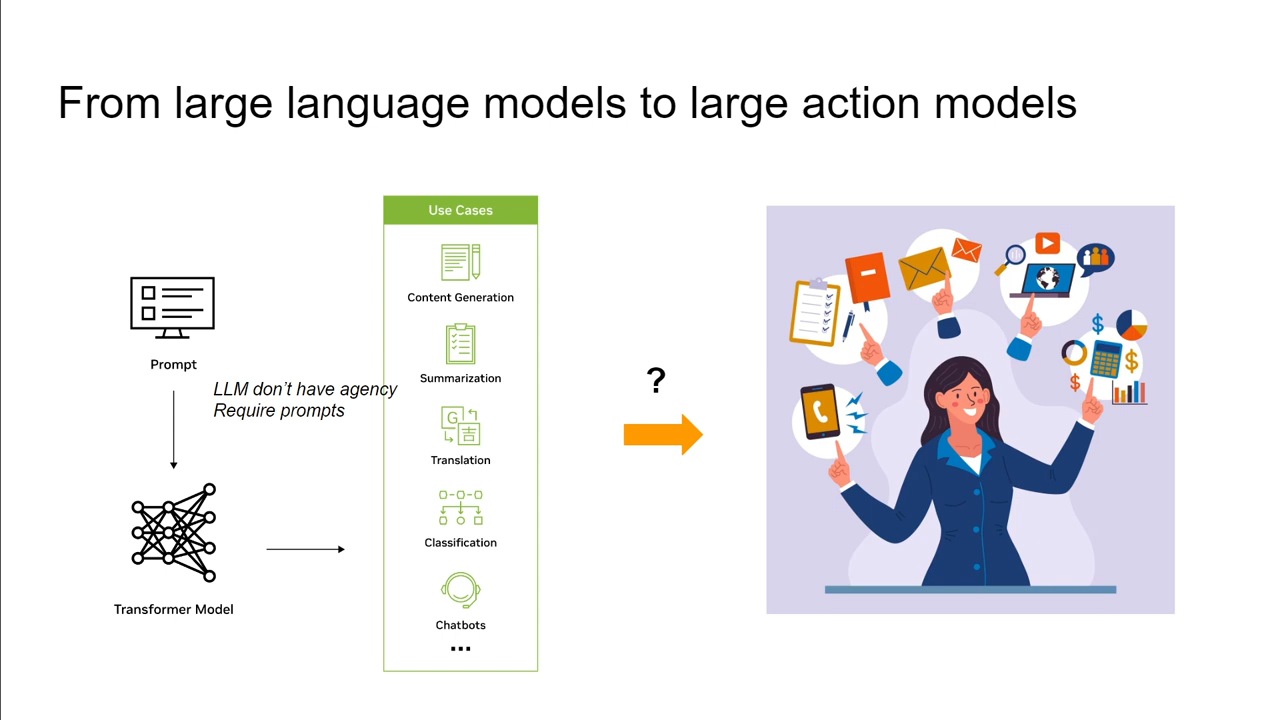 From large language models to large action models
Use Cases
Content Generation
Prompt
Summarization
LLM don't have agency
Require prompts
?
G
吉
Translation
Classification
Transformer Model
Chatbots
...
$
$
$